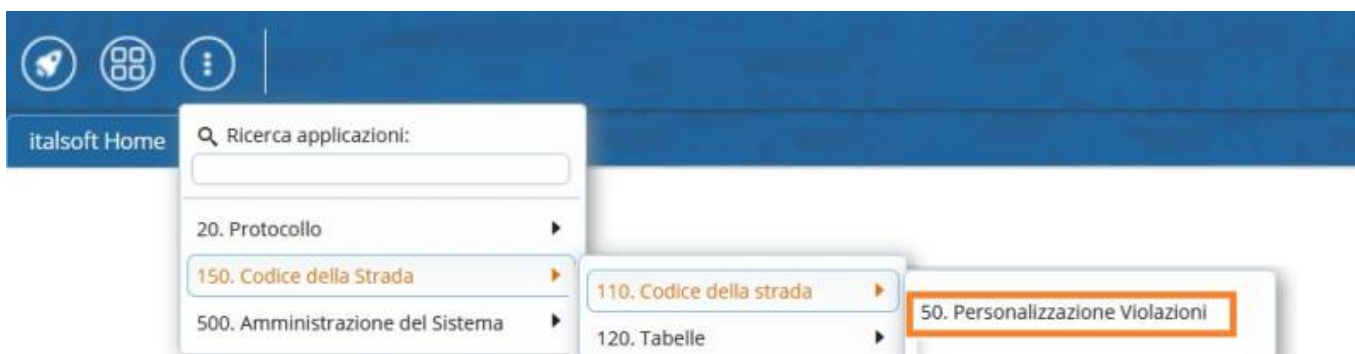 italsoft Home
Ricerca applicazioni:
20. Protocollo
150. Codice della Strada
500. Amministrazione del Sistema
110. Codice della strada
120. Tabelle
50. Personalizzazione Violazioni